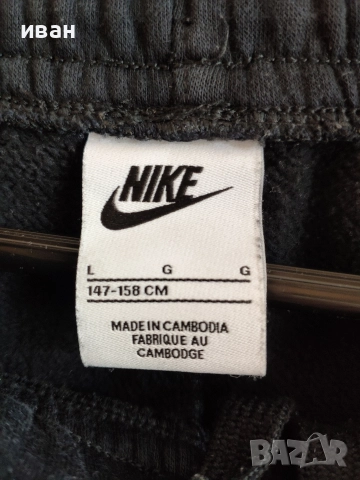 иван
NIKE
L G G
147-158 CM
MADE IN CAMBODIA
FABRIQUE AU
CAMBODGE
BAZAR